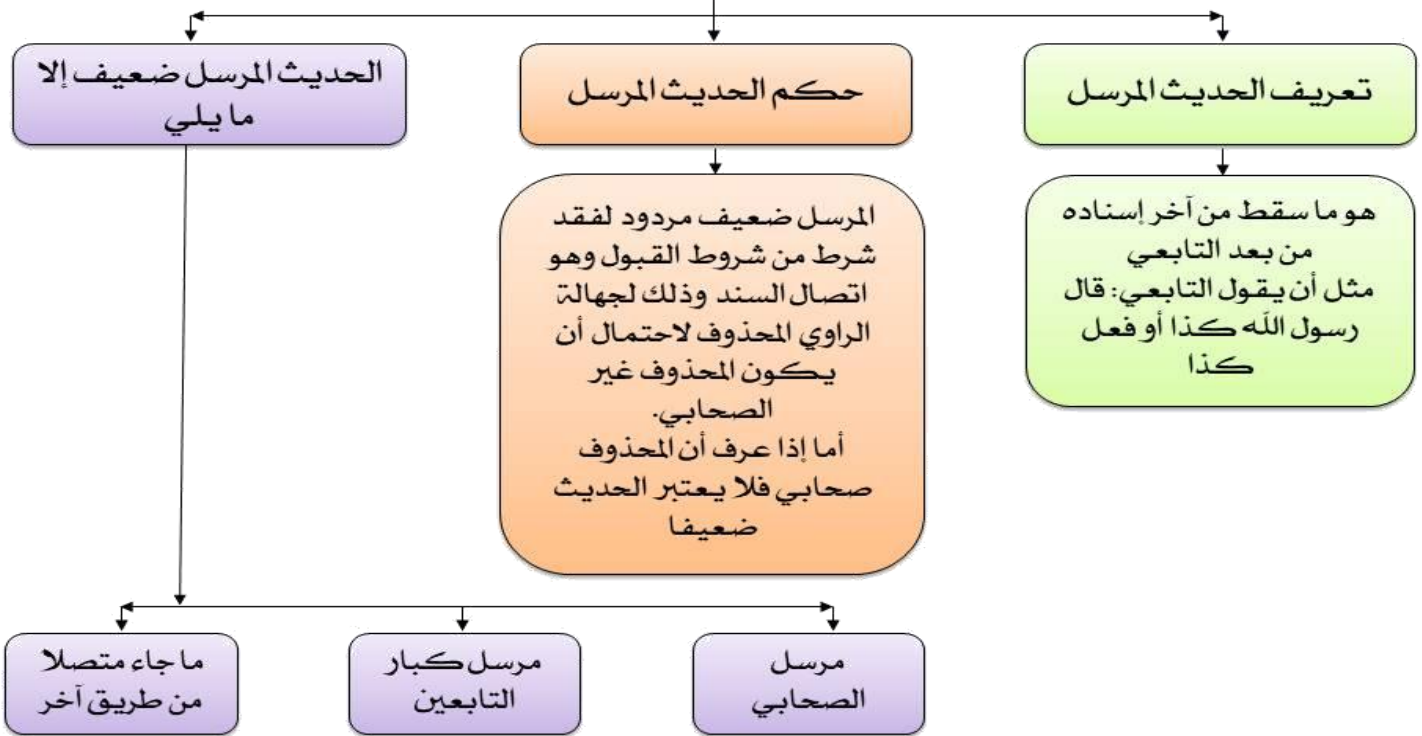 تعريف الحديث المرسل
هو ما سقط من آخر إسناده
من بعد التابعي
مثل أن يقول التابعي: قال
رسول الله كذا أو فعل
كذا
حكم الحديث المرسل
المرسل ضعيف مردود لفقد
شرط من شروط القبول وهو
اتصال السند وذلك لجهالة
الراوي المحذوف لاحتمال أن
يكون المحذوف غير
الصحابي.
أما إذا عرف أن المحذوف
صحابي فلا يعتبر الحديث
ضعيفا
الحديث المرسل ضعيف إلا
ما يلي
مرسل
الصحابي
مرسل كبار
التابعين
ما جاء متصلا
من طريق آخر